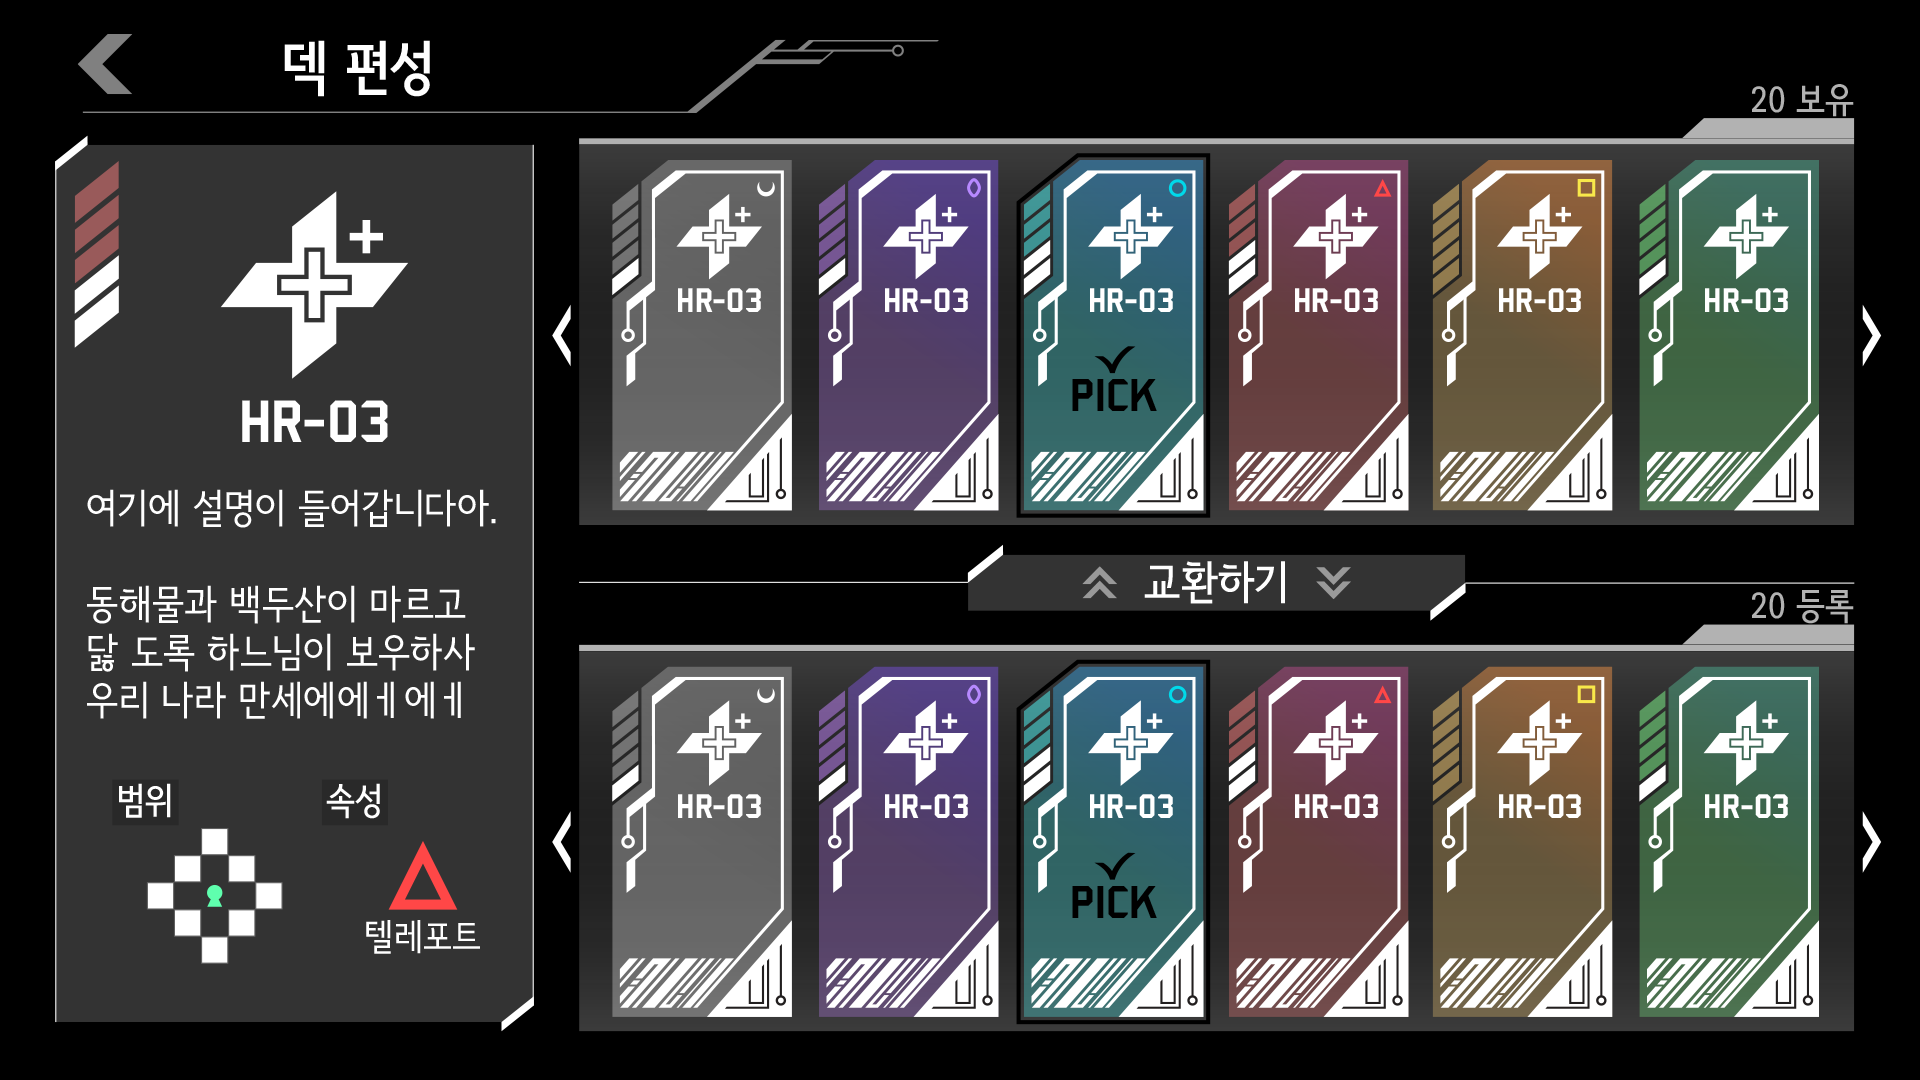 덱 편성
20 보유
HR-03
여기에 설명이 들어갑니다아.
동해물과 백두산이 마르고
닳 도록 하느님이 보우하사
우리 나라 만세에에ㅔ에ㅔ
범위
속성
텔레포트
HR-03
HR-03
HR-03
PICK
HR-03
HR-03
HR-03
교환하기
20 등록
HR-03
HR-03
HR-03
PICK
HR-03
HR-03
HR-03